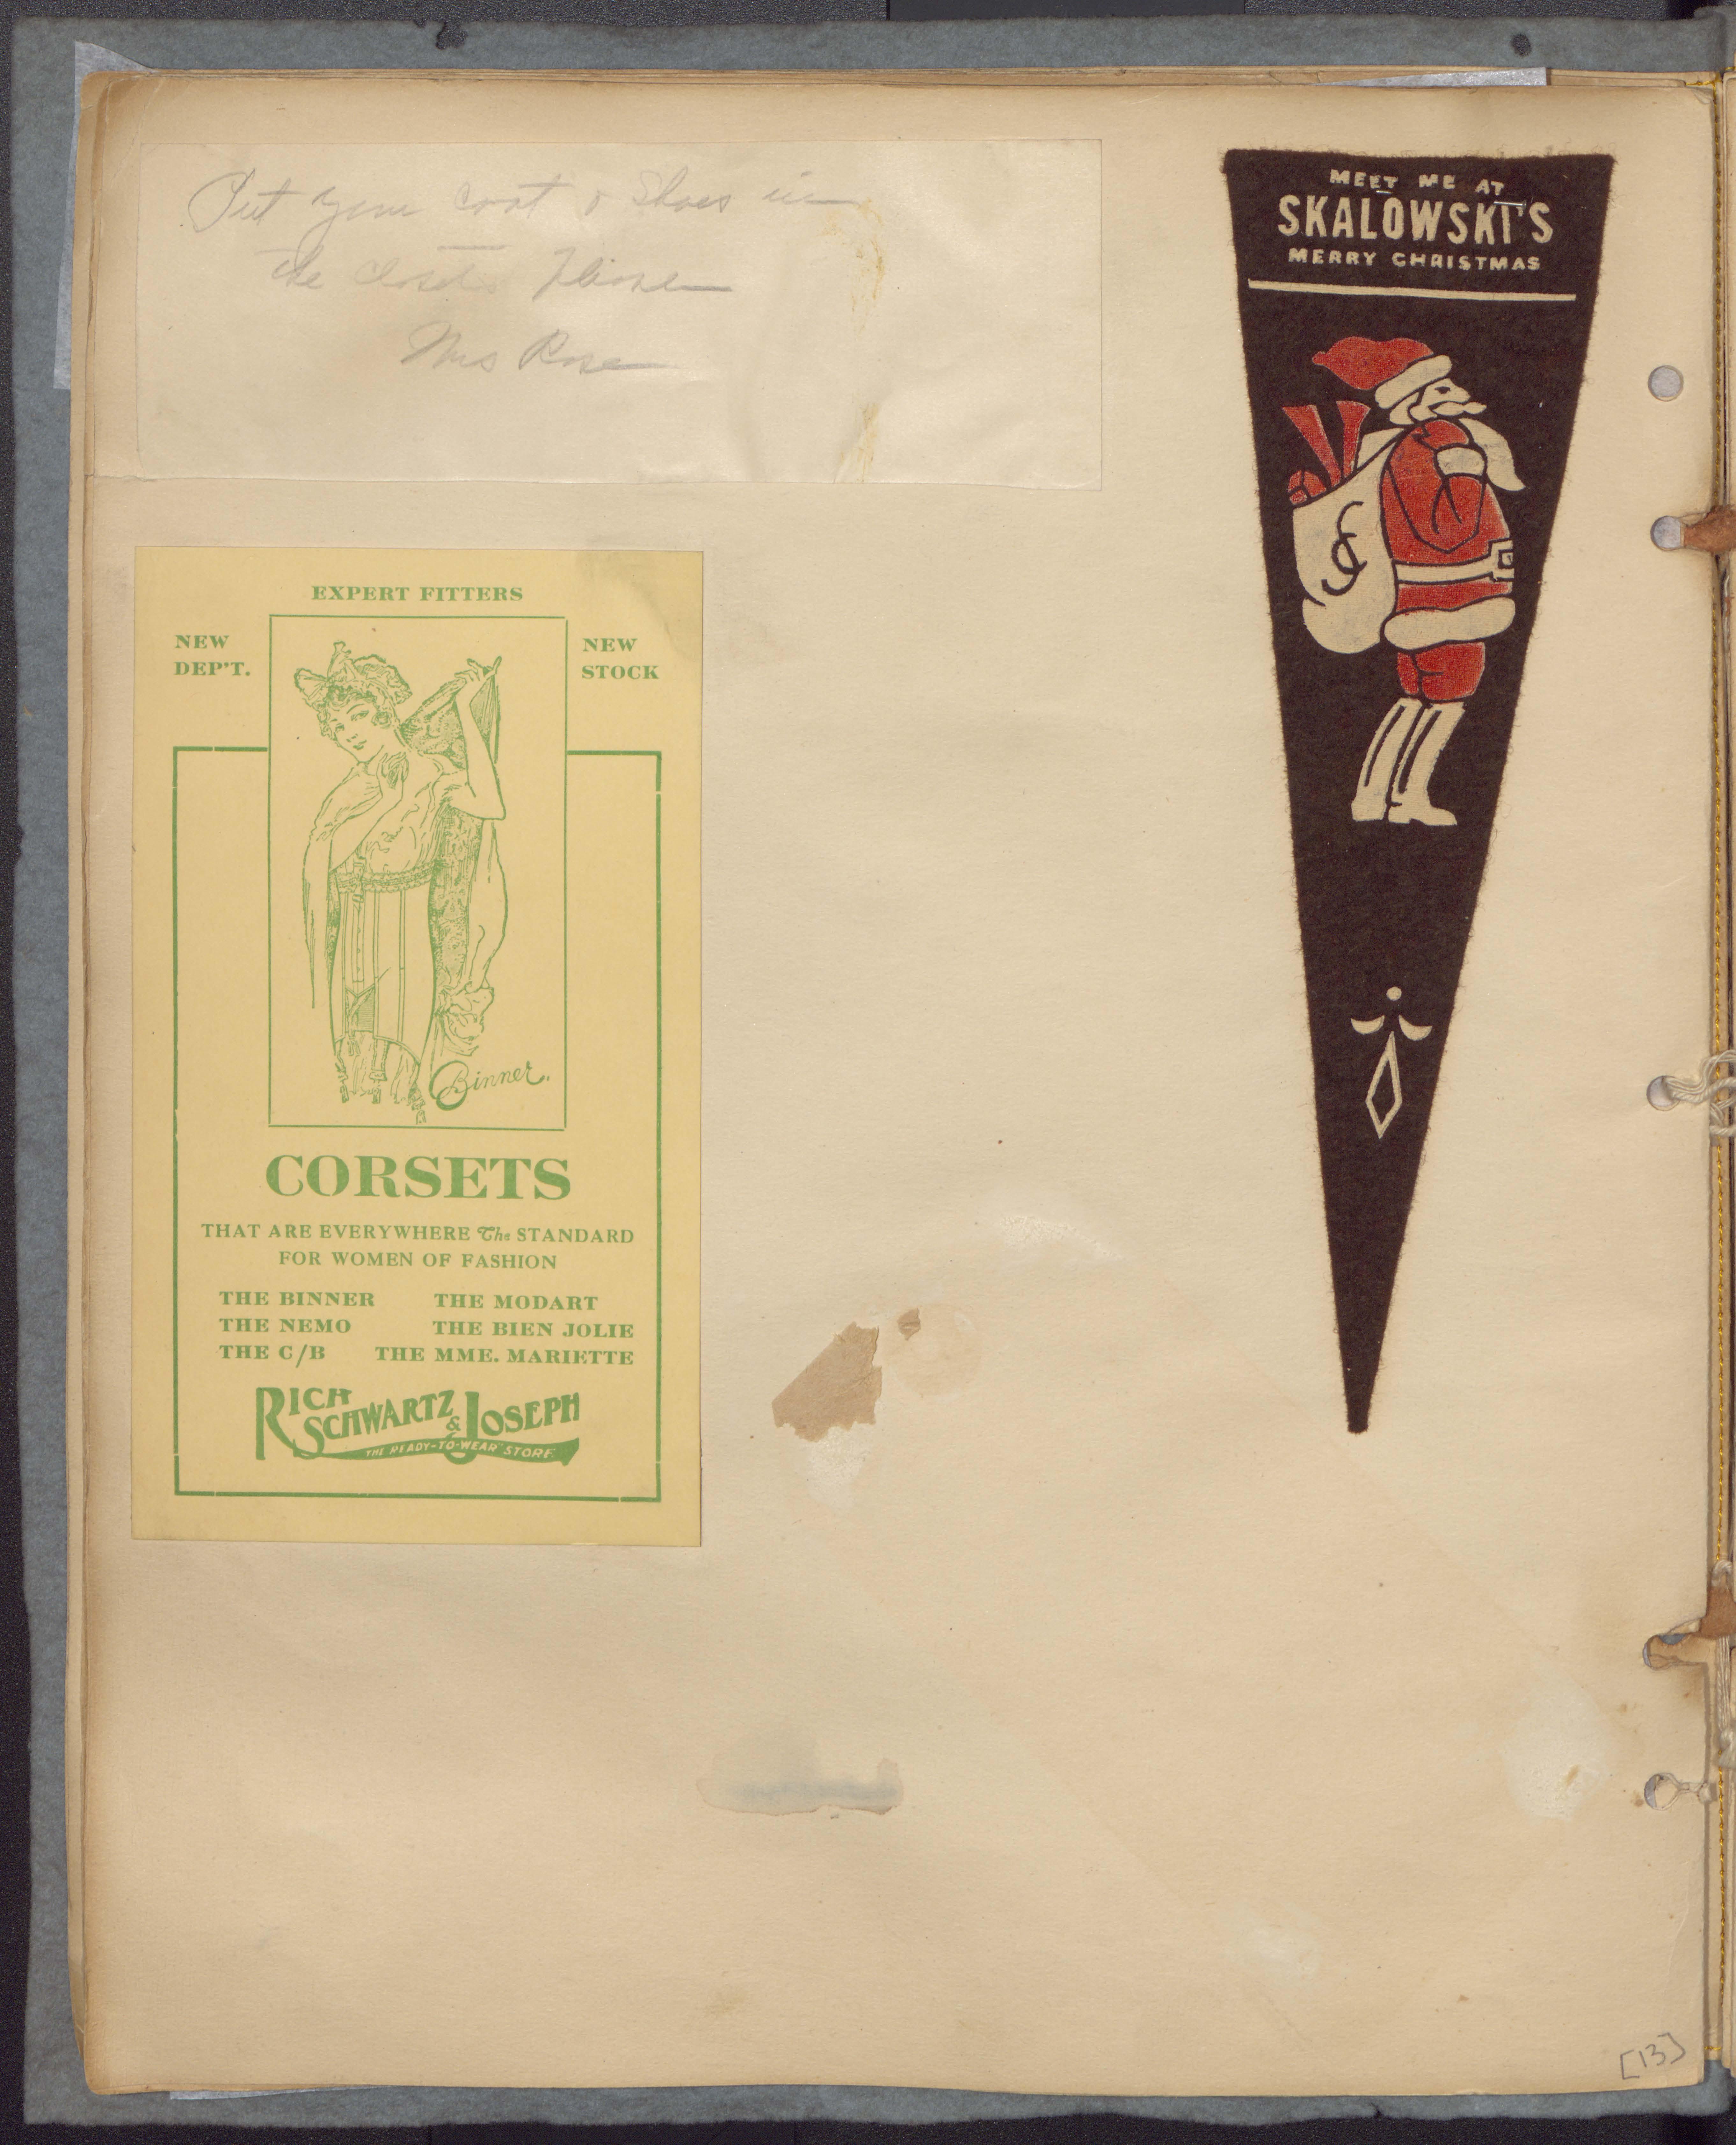 Put your coat & shoes in
the closet Please
Mrs Rose
MEET ME AT
SKALOWSKI'S
MERRY CHRISTMAS
EXPERT FITTERS
NEW DEP'T.
NEW STOCK
Binner.
CORSETS
THAT ARE EVERYWHERE The STANDARD
FOR WOMEN OF FASHION
THE BINNER THE MODART
THE NEMO THE BIEN JOLIE
THE C/B THE MME. MARIETTE
RICH SCHWARTZ & JOSEPH
THE "READY-TO-WEAR" STORE
[13]